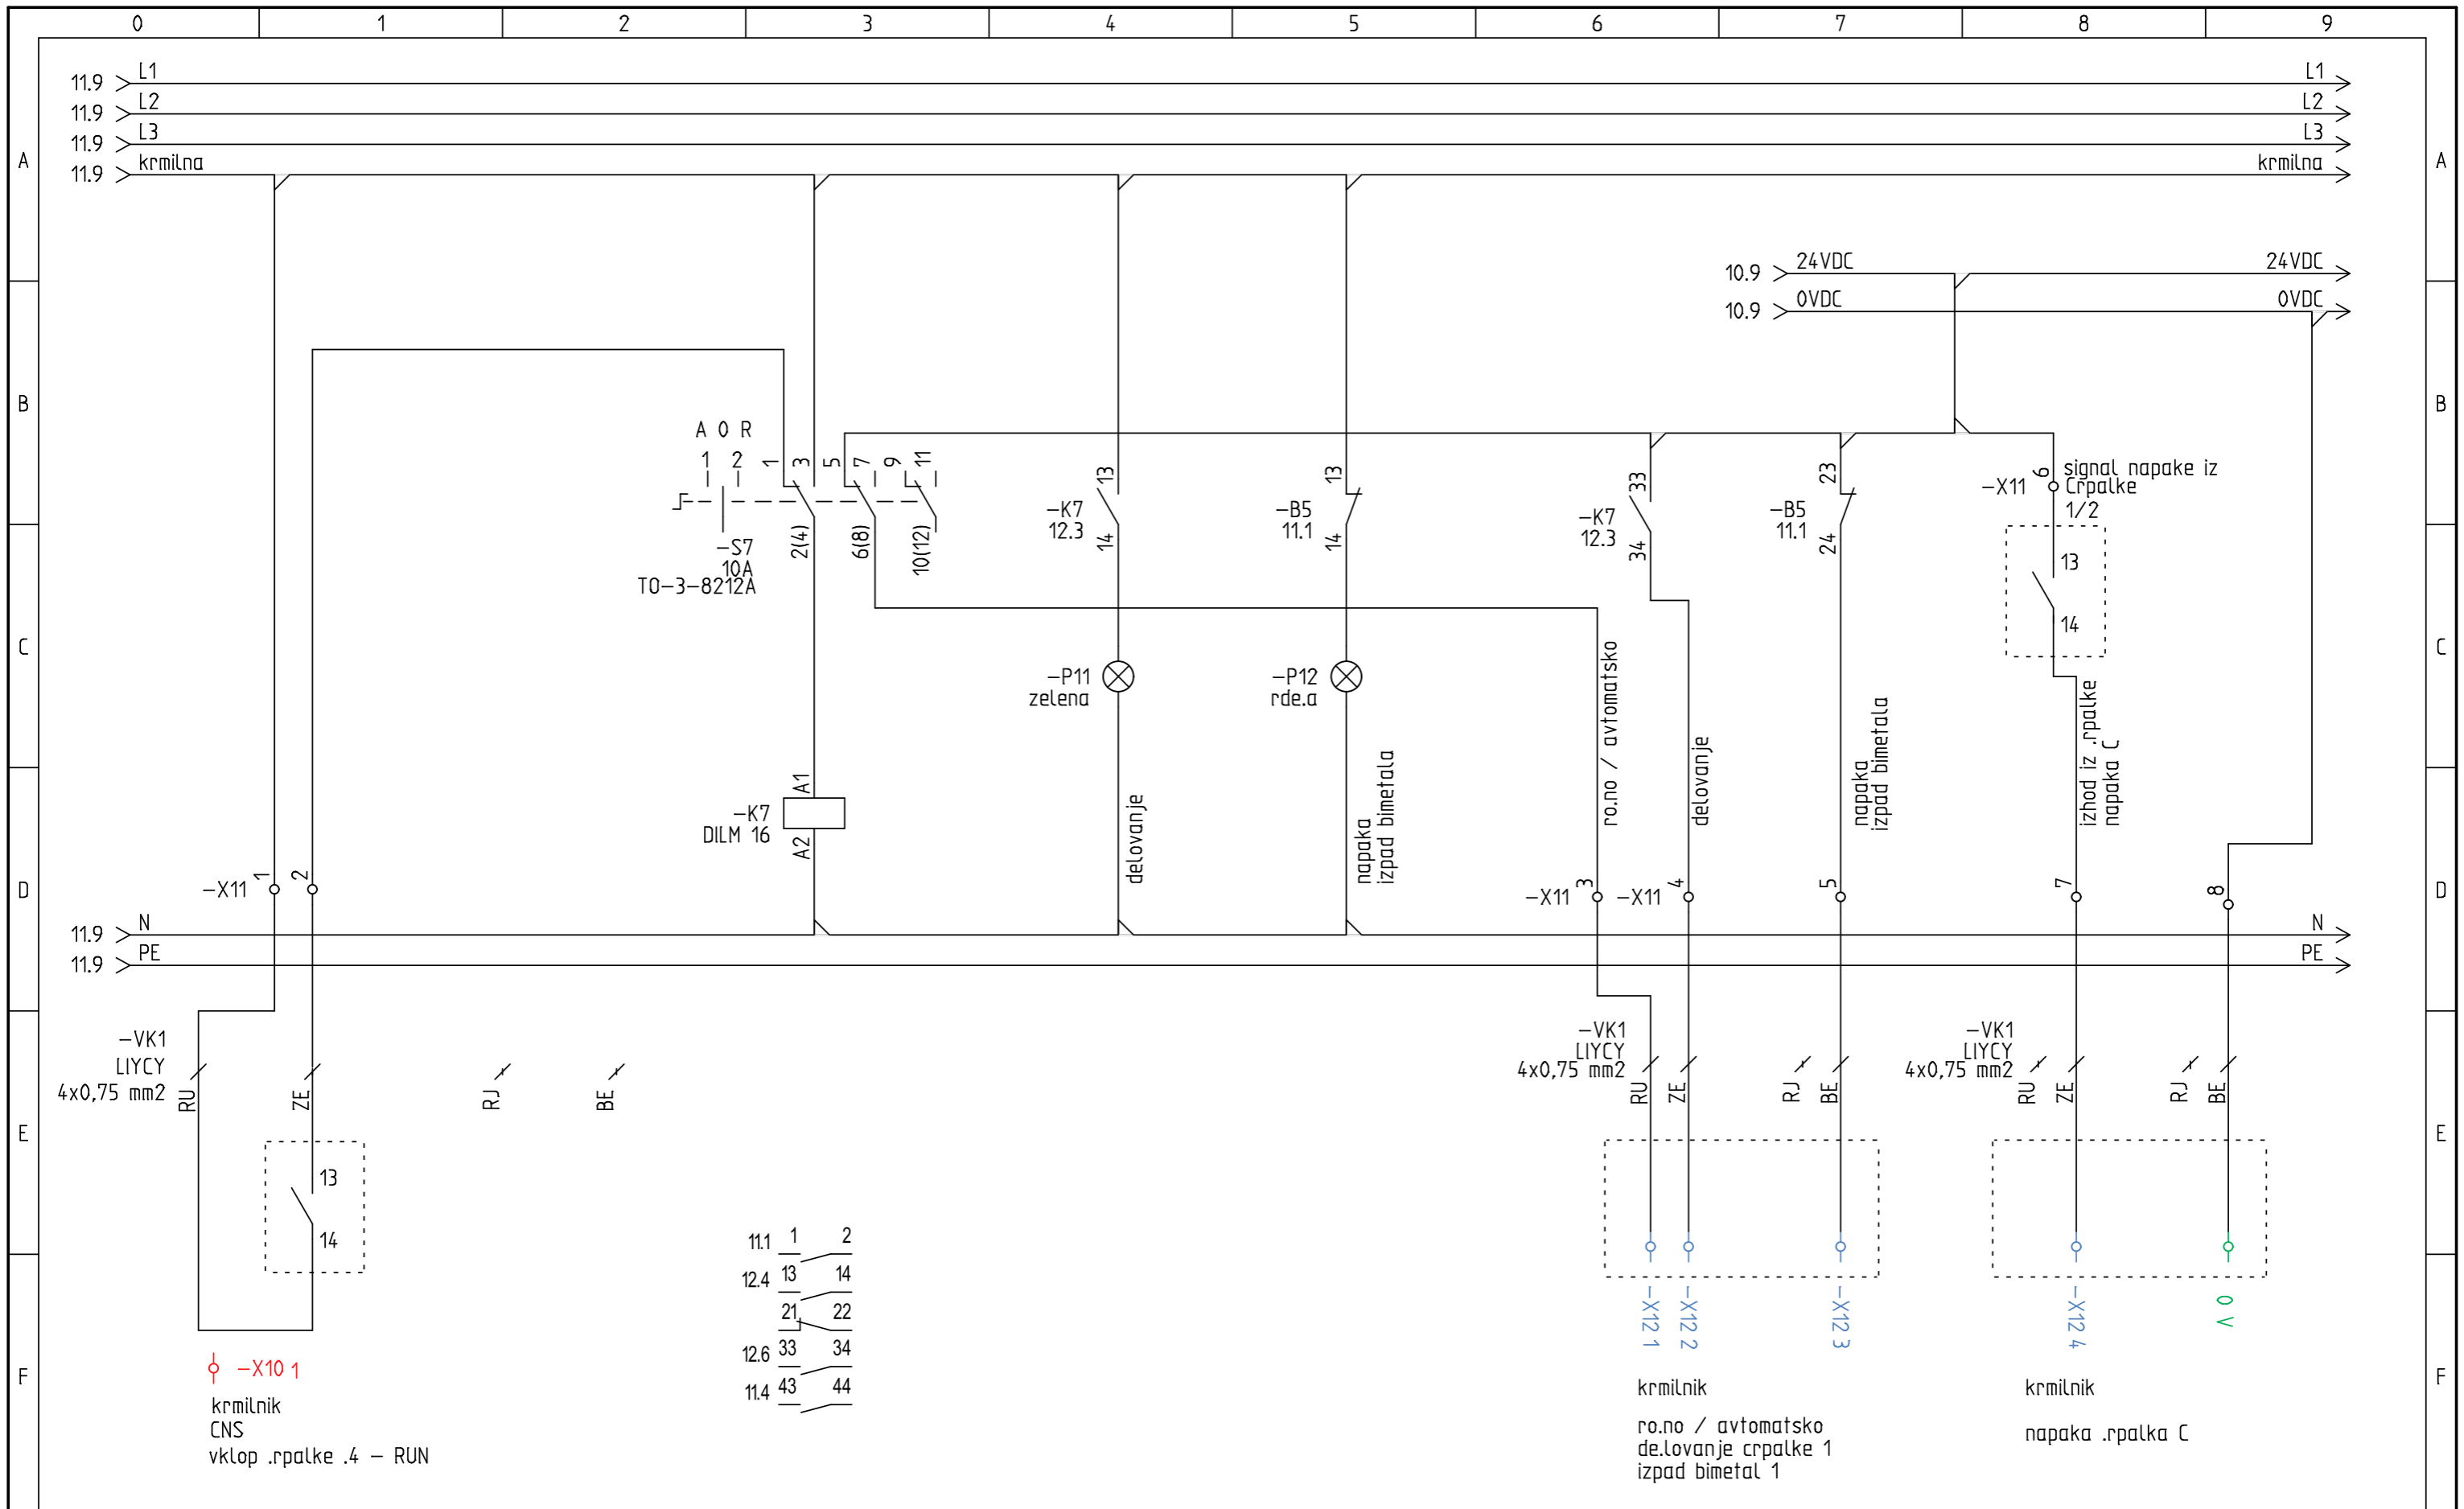 0 1 2 3 4 5 6 7 8 9
11.9 L1 L1
11.9 L2 L2
11.9 L3 L3
A 11.9 krmilna krmilna A
10.9 24VDC 24VDC
10.9 0VDC 0VDC
B B
A 0 R
1 2
1 3 5 7 9 11
2(4) 6(8) 10(12)
-S7
10A
TO-3-8212A
13
-K7
12.3
14
13
-B5
11.1
14
33
-K7
12.3
34
23
-B5
11.1
24
6
-X11
signal napake iz
Crpalke
1/2
13
14
C C
-P11
zelena
-P12
rde.a
ro.no / avtomatsko
delovanje
napaka
izpad bimetala
izhod iz .rpalke
napaka C
A1
-K7
DILM 16
A2
delovanje
napaka
izpad bimetala
D D
-X11 1 2
-X11 3
-X11 4
5
7
8
11.9 N N
11.9 PE PE
-VK1
LIYCY
4x0,75 mm2
RU ZE RJ BE
-VK1
LIYCY
4x0,75 mm2
RU ZE RJ BE
-VK1
LIYCY
4x0,75 mm2
RU ZE RJ BE
E E
13
14
11.1 1 2
12.4 13 14
21 22
12.6 33 34
11.4 43 44
-X12 1
-X12 2
-X12 3
-X12 4
0 V
F F
-X10 1
krmilnik
CNS
vklop .rpalke .4 - RUN
krmilnik
ro.no / avtomatsko
de.lovanje crpalke 1
izpad bimetal 1
krmilnik
napaka .rpalka C